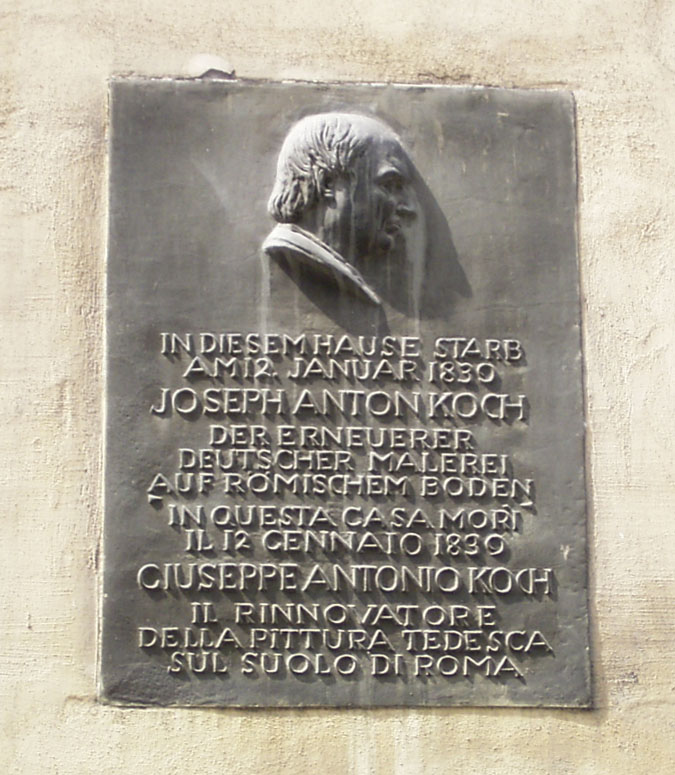 IN DIESEM HAUSE STARB
AM 12. JANUAR 1839
JOSEPH ANTON KOCH
DER ERNEUERER
DEUTSCHER MALEREI
AUF RÖMISCHEM BODEN
IN QUESTA CASA MORÌ
IL 12 GENNAIO 1839
GIUSEPPE ANTONIO KOCH
IL RINNOVATORE
DELLA PITTURA TEDESCA
SUL SUOLO DI ROMA